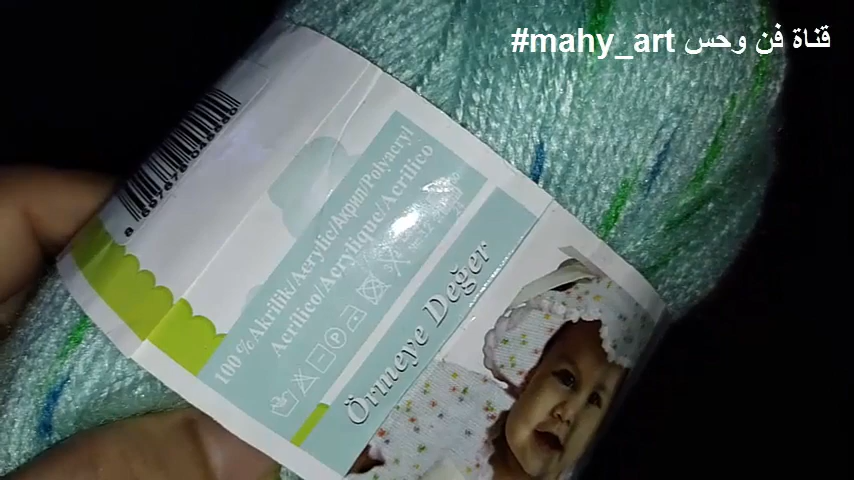 قناة فن وحس #mahy_art
100 %Akrilik/Acrylic/Акрил/Polyacryl
Acrilico/Acrylique/Acrílico
Örmeye Değer